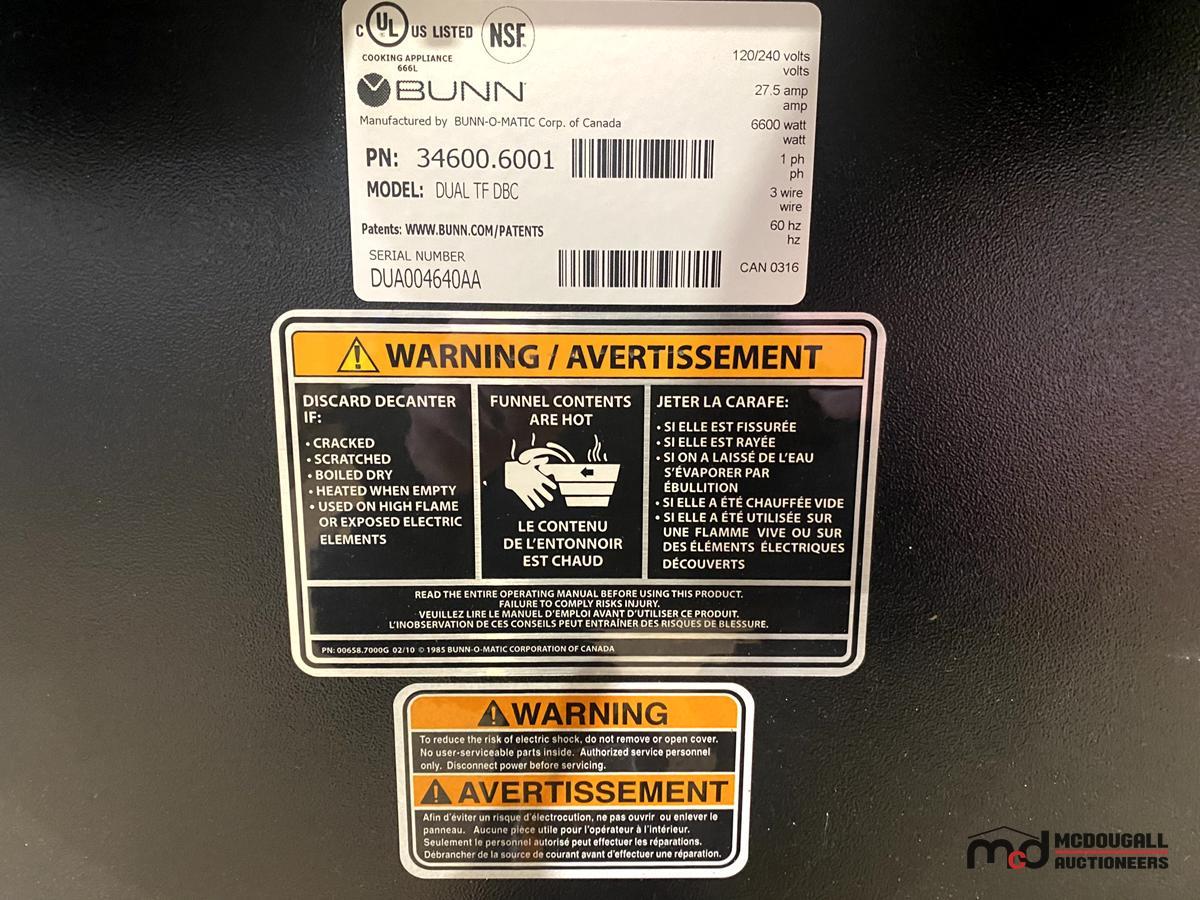 C UL US LISTED NSF
COOKING APPLIANCE
666L
BUNN
Manufactured by BUNN-O-MATIC Corp. of Canada
PN: 34600.6001
MODEL: DUAL TF DBC
Patents: WWW.BUNN.COM/PATENTS
SERIAL NUMBER
DUA004640AA
120/240 volts
volts
27.5 amp
amp
6600 watt
watt
1 ph
ph
3 wire
wire
60 hz
hz
CAN 0316
WARNING / AVERTISSEMENT
DISCARD DECANTER
IF:
• CRACKED
• SCRATCHED
• BOILED DRY
• HEATED WHEN EMPTY
• USED ON HIGH FLAME
OR EXPOSED ELECTRIC
ELEMENTS
FUNNEL CONTENTS
ARE HOT
LE CONTENU
DE L'ENTONNOIR
EST CHAUD
JETER LA CARAFE:
• SI ELLE EST FISSURÉE
• SI ELLE EST RAYÉE
• SI ON A LAISSÉ DE L'EAU
S'ÉVAPORER PAR
ÉBULLITION
• SI ELLE A ÉTÉ CHAUFFÉE VIDE
• SI ELLE A ÉTÉ UTILISÉE SUR
UNE FLAMME VIVE OU SUR
DES ÉLÉMENTS ÉLECTRIQUES
DÉCOUVERTS
READ THE ENTIRE OPERATING MANUAL BEFORE USING THIS PRODUCT.
FAILURE TO COMPLY RISKS INJURY.
VEUILLEZ LIRE LE MANUEL D'EMPLOI AVANT D'UTILISER CE PRODUIT.
L'INOBSERVATION DE CES CONSEILS PEUT ENTRAÎNER DES RISQUES DE BLESSURE.
PN: 00658.7000G 02/10 © 1985 BUNN-O-MATIC CORPORATION OF CANADA
WARNING
To reduce the risk of electric shock, do not remove or open cover.
No user-serviceable parts inside. Authorized service personnel
only. Disconnect power before servicing.
AVERTISSEMENT
Afin d'éviter un risque d'électrocution, ne pas ouvrir ou enlever le
panneau. Aucune pièce utile pour l'opérateur à l'intérieur.
Seulement le personnel autorisé peut effectuer les réparations.
Débrancher de la source de courant avant d'effectuer une réparation.
mcd MCDOUGALL
AUCTIONEERS